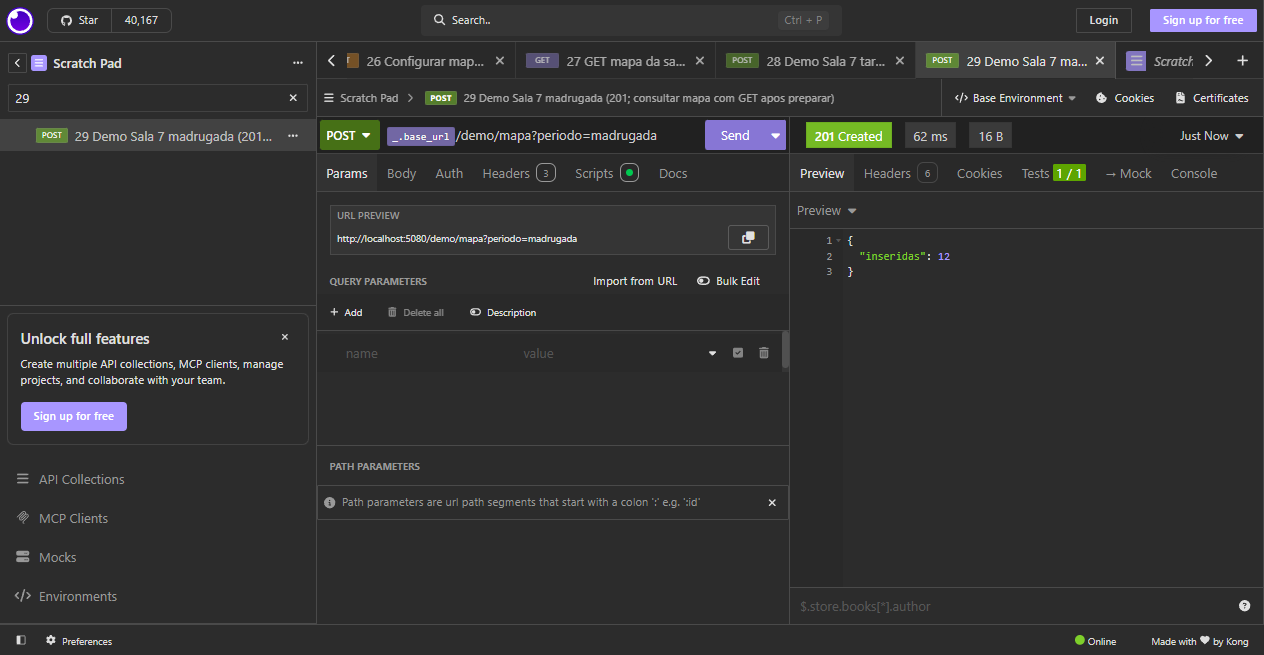 Star 40,167
Search.. Ctrl + P
Login Sign up for free
Scratch Pad
29
POST 29 Demo Sala 7 madrugada (201...
26 Configurar map...
GET 27 GET mapa da sa...
POST 28 Demo Sala 7 tar...
POST 29 Demo Sala 7 ma...
Scratch
Scratch Pad POST 29 Demo Sala 7 madrugada (201; consultar mapa com GET apos preparar)
Base Environment Cookies Certificates
POST _.base_url /demo/mapa?periodo=madrugada Send
201 Created 62 ms 16 B Just Now
Params Body Auth Headers 3 Scripts Docs
Preview Headers 6 Cookies Tests 1 / 1 → Mock Console
URL PREVIEW
http://localhost:5080/demo/mapa?periodo=madrugada
QUERY PARAMETERS Import from URL Bulk Edit
+ Add Delete all Description
name value
PATH PARAMETERS
Path parameters are url path segments that start with a colon ':' e.g. ':id'
Preview
1 {
2 "inseridas": 12
3 }
$.store.books[*].author
Unlock full features
Create multiple API collections, MCP clients, manage
projects, and collaborate with your team.
Sign up for free
API Collections
MCP Clients
Mocks
Environments
Preferences
Online Made with ♥ by Kong